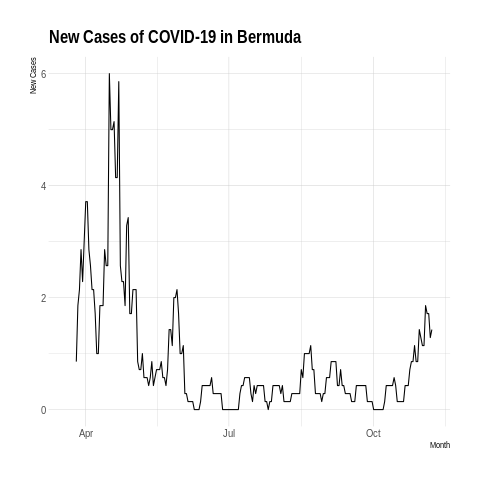 New Cases of COVID-19 in Bermuda
New Cases
6
4
2
0
Apr
Jul
Oct
Month